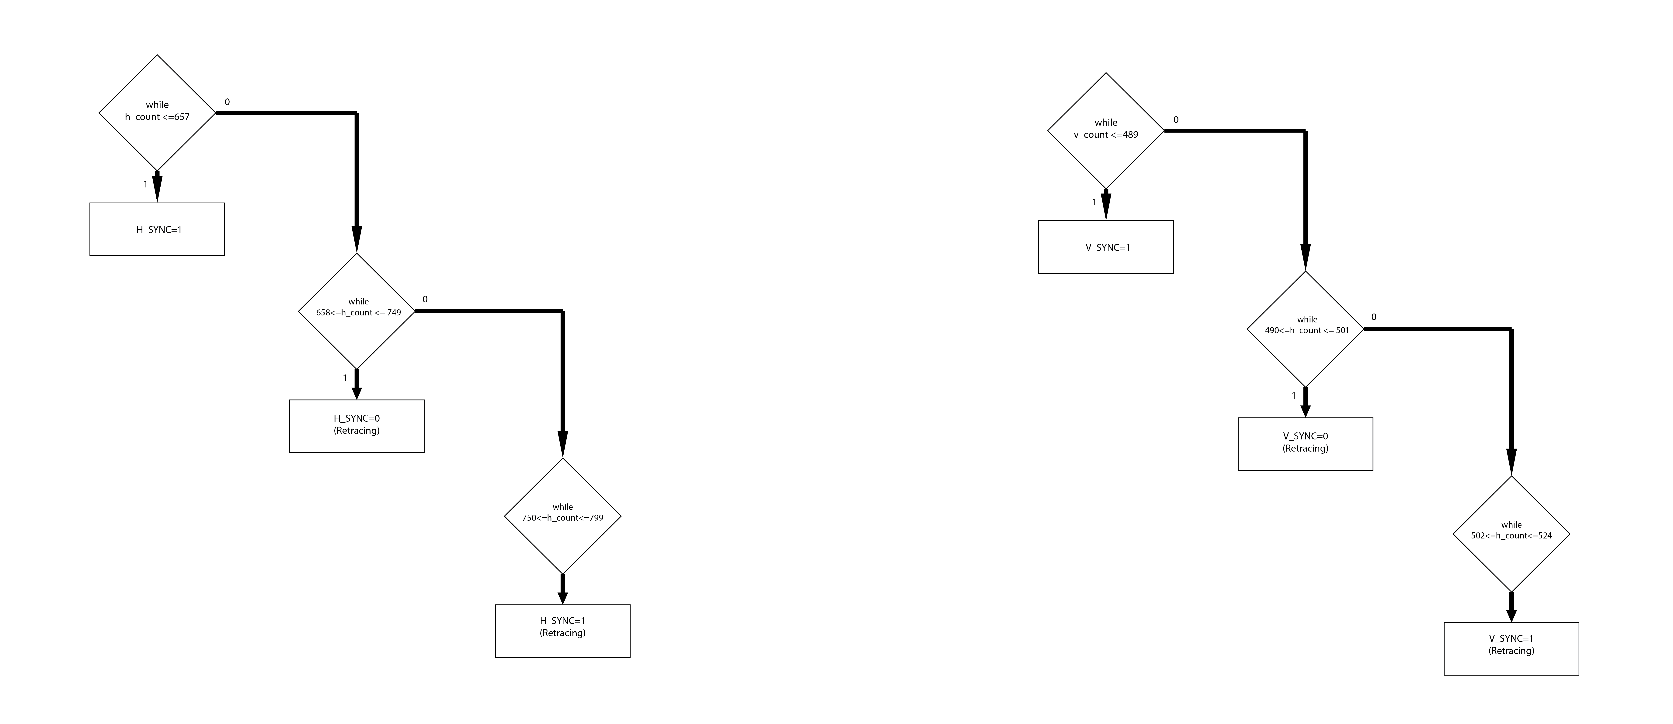 while
h_count <=657
0
1
H_SYNC=1
while
658<=h_count <=749
0
1
H_SYNC=0
(Retracing)
while
750<=h_count<=799
H_SYNC=1
(Retracing)
while
v_count <=489
0
1
V_SYNC=1
while
490<=h_count <=501
0
1
V_SYNC=0
(Retracing)
while
502<=h_count<=524
V_SYNC=1
(Retracing)